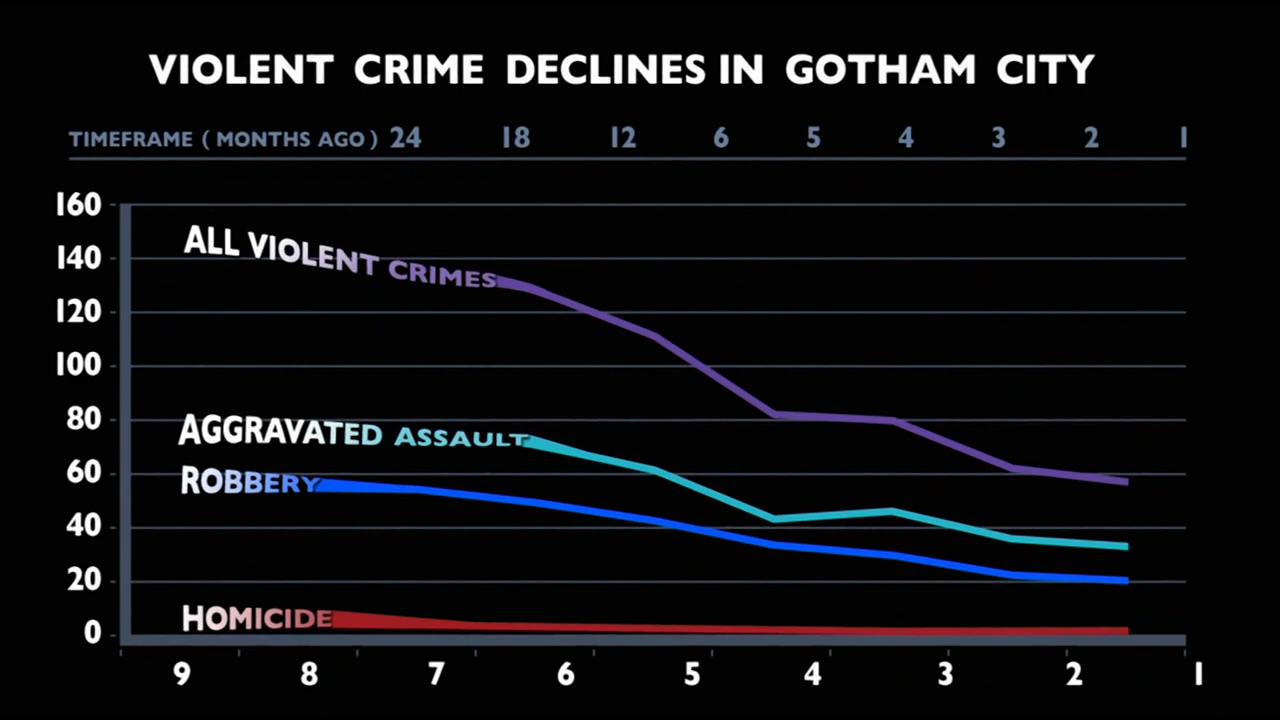 VIOLENT CRIME DECLINES IN GOTHAM CITY
TIMEFRAME ( MONTHS AGO ) 24 18 12 6 5 4 3 2 1
160
ALL VIOLENT CRIMES
140
120
100
80
AGGRAVATED ASSAULT
60
ROBBERY
40
20
HOMICIDE
0
9 8 7 6 5 4 3 2 1